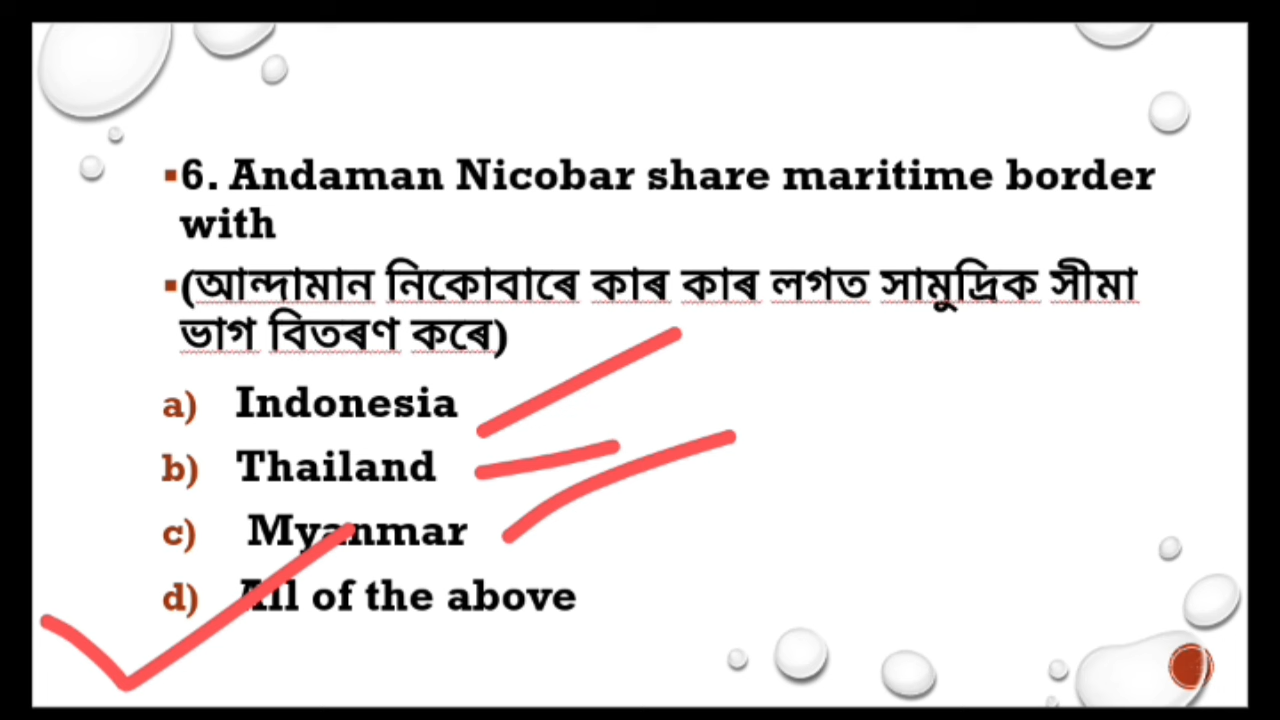 ▪6. Andaman Nicobar share maritime border
with
▪(আন্দামান নিকোবাৰে কাৰ কাৰ লগত সামুদ্ৰিক সীমা
ভাগ বিতৰণ কৰে)
a) Indonesia
b) Thailand
c) Myanmar
d) All of the above